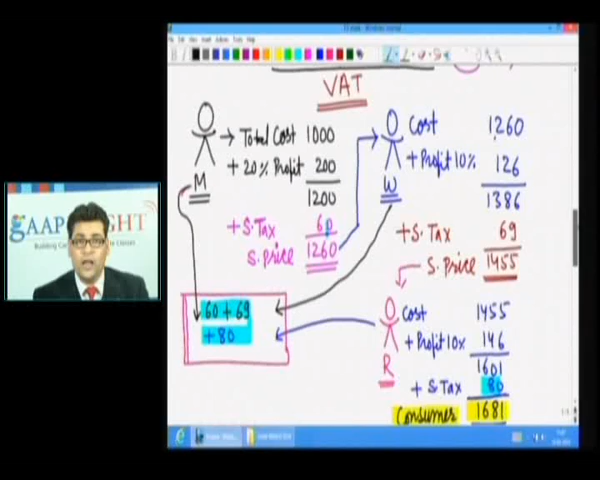 VAT
→ Total Cost 1000
+ 20% Profit 200
1200
+ S.Tax 60
S.Price 1260
M
Cost 1260
+ Profit 10% 126
1386
+ S.Tax 69
S.Price 1455
W
Cost 1455
+ Profit 10% 146
1601
+ S.Tax 80
Consumer 1681
R
60 + 69
+ 80